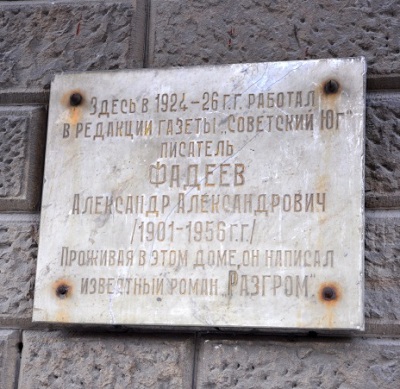 Здесь в 1924-26 г.г. работал
в редакции газеты „Советский Юг"
писатель
ФАДЕЕВ
Александр Александрович
/1901-1956 г.г./
Проживая в этом доме, он написал
известный роман „Разгром".